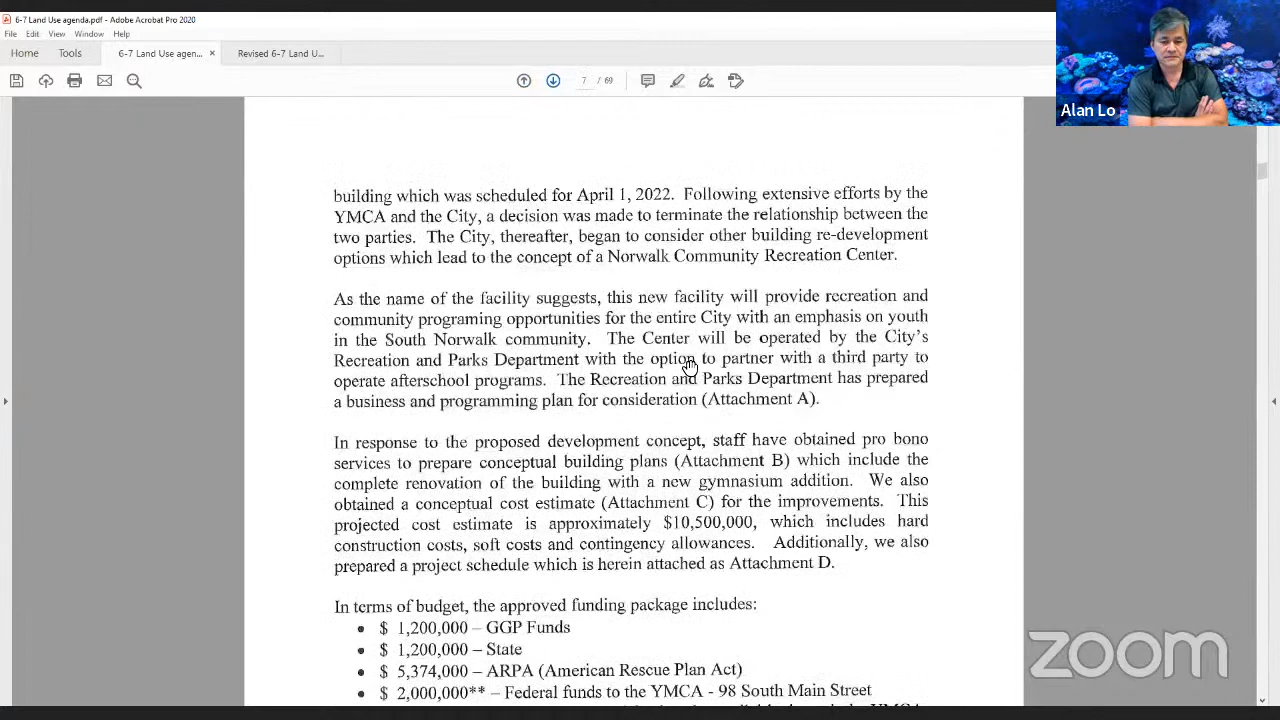 6-7 Land Use agenda.pdf - Adobe Acrobat Pro 2020
File Edit View Window Help
Home Tools 6-7 Land Use agen... × Revised 6-7 Land U...
7 / 69
Alan Lo
building which was scheduled for April 1, 2022. Following extensive efforts by the
YMCA and the City, a decision was made to terminate the relationship between the
two parties. The City, thereafter, began to consider other building re-development
options which lead to the concept of a Norwalk Community Recreation Center.
As the name of the facility suggests, this new facility will provide recreation and
community programing opportunities for the entire City with an emphasis on youth
in the South Norwalk community. The Center will be operated by the City's
Recreation and Parks Department with the option to partner with a third party to
operate afterschool programs. The Recreation and Parks Department has prepared
a business and programming plan for consideration (Attachment A).
In response to the proposed development concept, staff have obtained pro bono
services to prepare conceptual building plans (Attachment B) which include the
complete renovation of the building with a new gymnasium addition. We also
obtained a conceptual cost estimate (Attachment C) for the improvements. This
projected cost estimate is approximately $10,500,000, which includes hard
construction costs, soft costs and contingency allowances. Additionally, we also
prepared a project schedule which is herein attached as Attachment D.
In terms of budget, the approved funding package includes:
• $ 1,200,000 – GGP Funds
• $ 1,200,000 – State
• $ 5,374,000 – ARPA (American Rescue Plan Act)
• $ 2,000,000** – Federal funds to the YMCA - 98 South Main Street
zoom